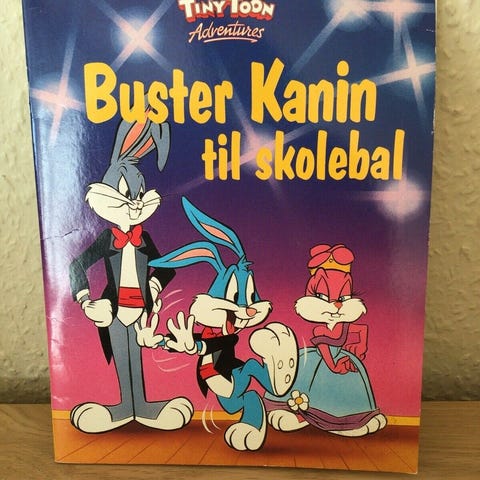 TINY TOON
Adventures
Buster Kanin
til skolebal